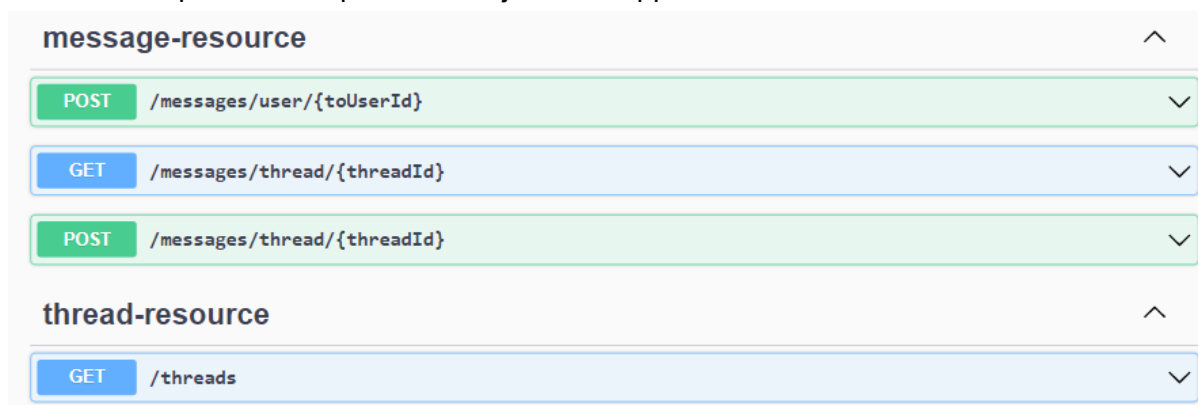 message-resource
POST /messages/user/{toUserId}
GET /messages/thread/{threadId}
POST /messages/thread/{threadId}
thread-resource
GET /threads